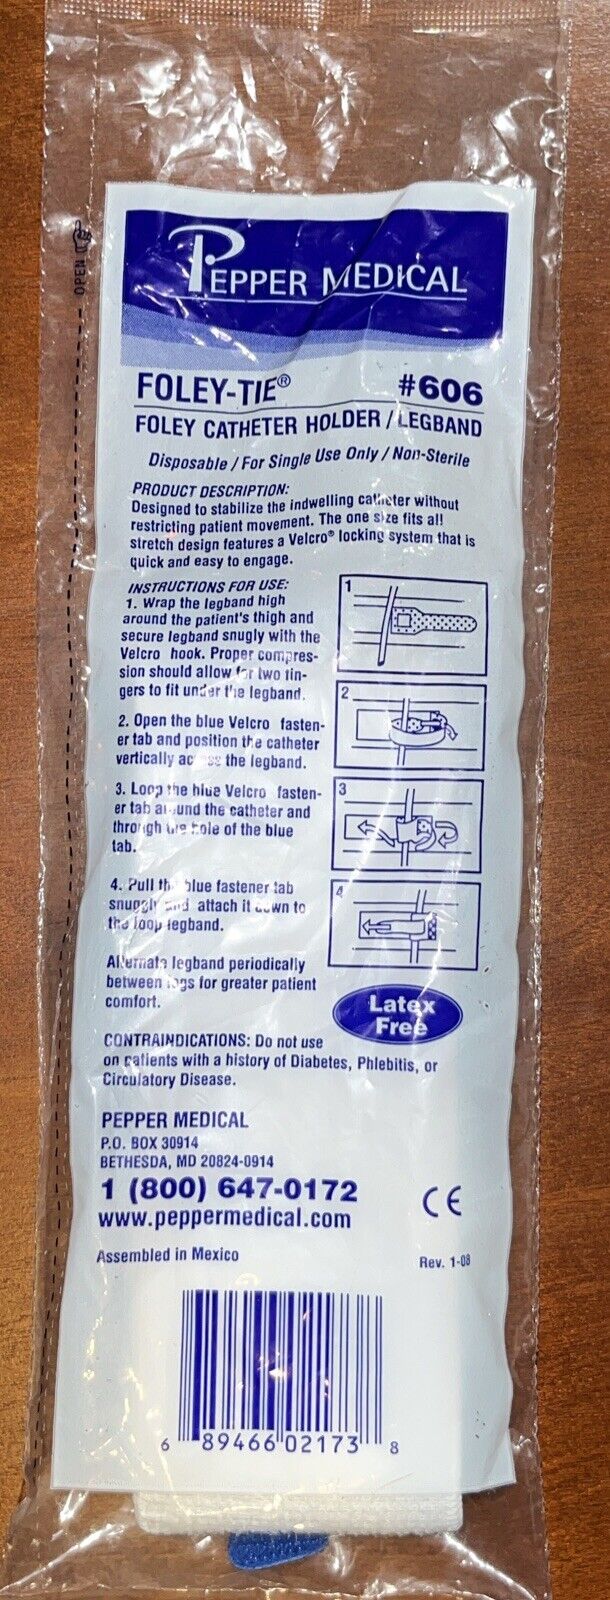 OPEN
PEPPER MEDICAL
FOLEY-TIE® #606
FOLEY CATHETER HOLDER / LEGBAND
Disposable / For Single Use Only / Non-Sterile
PRODUCT DESCRIPTION:
Designed to stabilize the indwelling catheter without
restricting patient movement. The one size fits all
stretch design features a Velcro® locking system that is
quick and easy to engage.
INSTRUCTIONS FOR USE:
1. Wrap the legband high
around the patient's thigh and
secure legband snugly with the
Velcro hook. Proper compres-
sion should allow for two fin-
gers to fit under the legband.
2. Open the blue Velcro fasten-
er tab and position the catheter
vertically across the legband.
3. Loop the blue Velcro fasten-
er tab around the catheter and
through the hole of the blue
tab.
4. Pull the blue fastener tab
snuggly and attach it down to
the loop legband.
Alternate legband periodically
between legs for greater patient
comfort.
1
2
3
4
Latex
Free
CONTRAINDICATIONS: Do not use
on patients with a history of Diabetes, Phlebitis, or
Circulatory Disease.
PEPPER MEDICAL
P.O. BOX 30914
BETHESDA, MD 20824-0914
1 (800) 647-0172
www.peppermedical.com
CE
Assembled in Mexico
Rev. 1-08
6 89466 02173 8